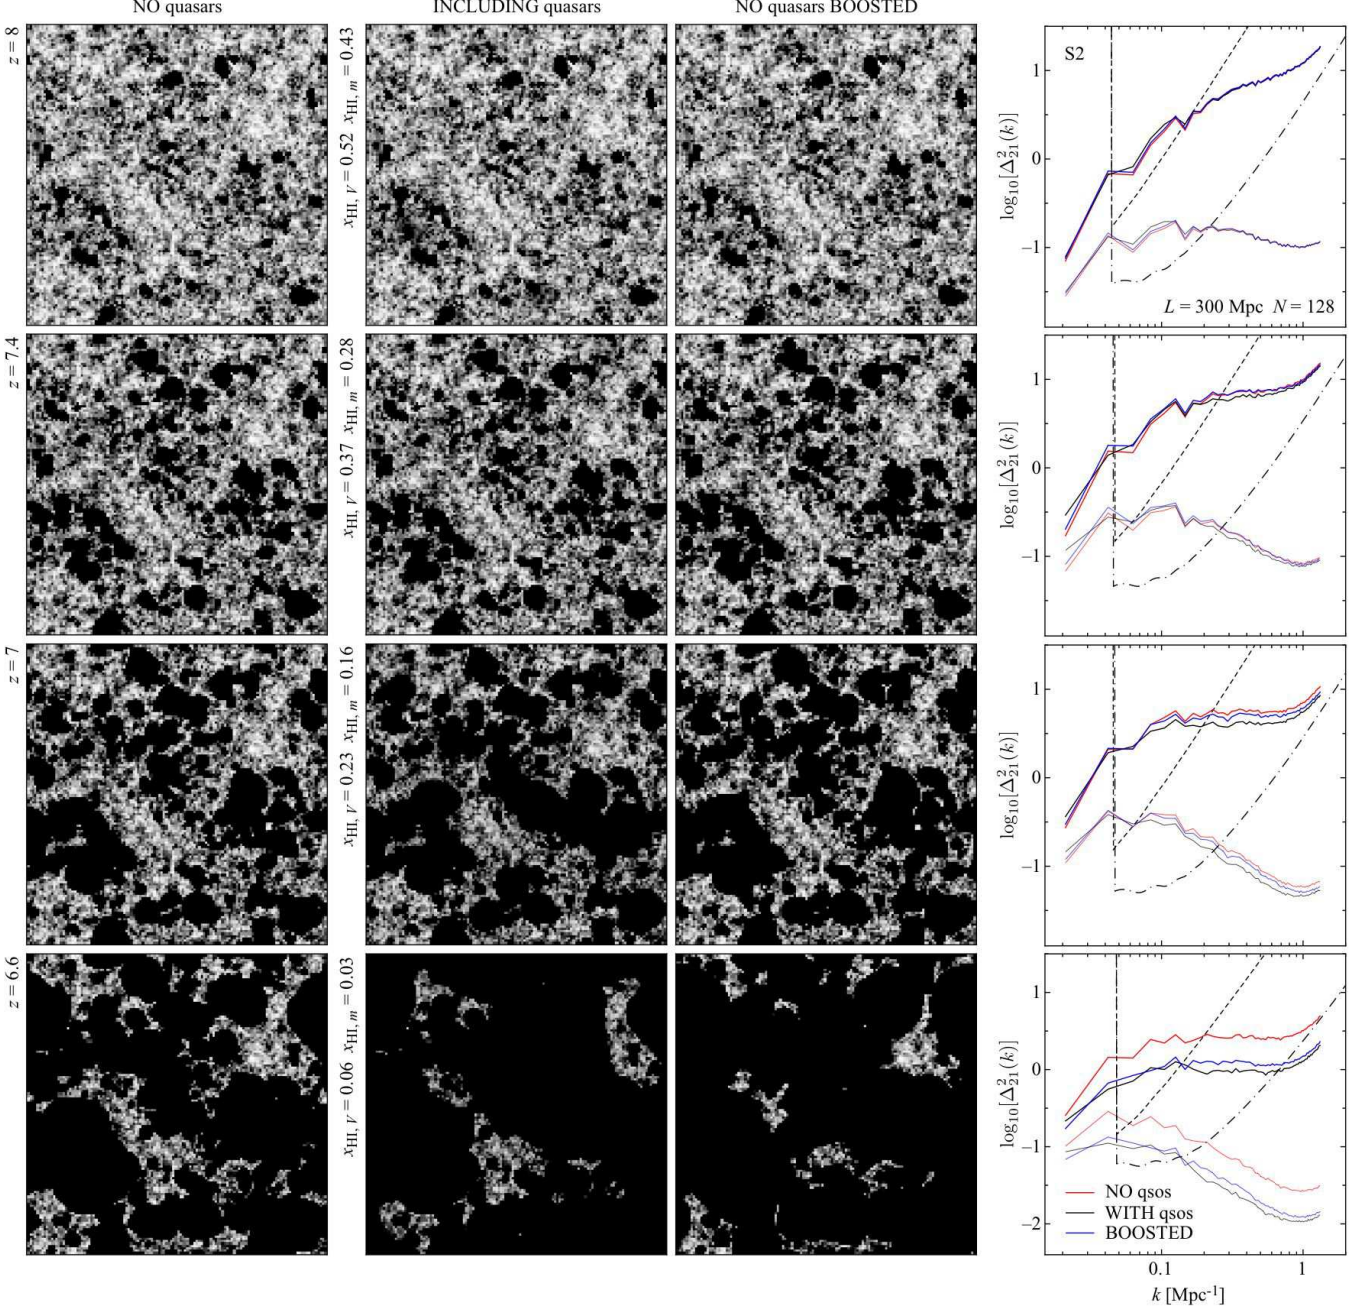 NO quasars INCLUDING quasars NO quasars BOOSTED
z = 8
x_HI, V = 0.52 x_HI, m = 0.43
S2
1
0
−1
log₁₀[Δ²₂₁(k)]
L = 300 Mpc N = 128
z = 7.4
x_HI, V = 0.37 x_HI, m = 0.28
1
0
−1
log₁₀[Δ²₂₁(k)]
z = 7
x_HI, V = 0.23 x_HI, m = 0.16
1
0
−1
log₁₀[Δ²₂₁(k)]
z = 6.6
x_HI, V = 0.06 x_HI, m = 0.03
1
0
−1
−2
log₁₀[Δ²₂₁(k)]
NO qsos
WITH qsos
BOOSTED
0.1 1
k [Mpc⁻¹]